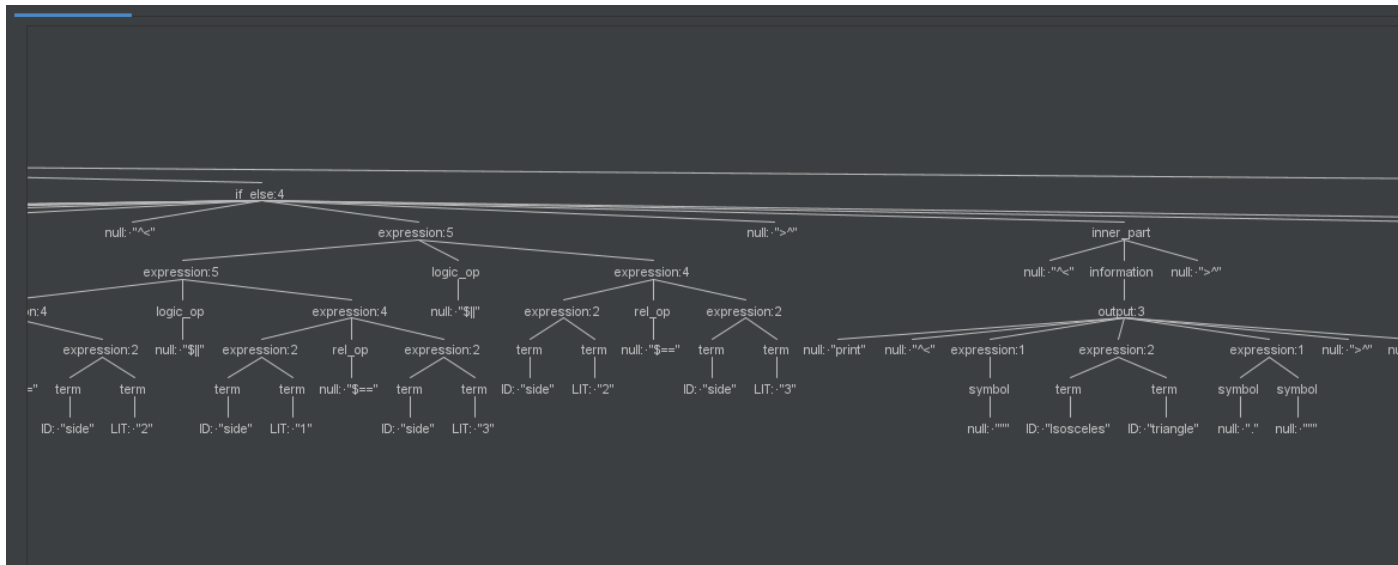 if_else:4
null:·"^<" expression:5 null:·">^" inner_part
expression:5 logic_op expression:4 null:·"^<" information null:·">^"
n:4 logic_op expression:4 null:·"$||" expression:2 rel_op expression:2 output:3
expression:2 null:·"$||" expression:2 rel_op expression:2 term term null:·"$==" term term null:·"print" null:·"^<" expression:1 expression:2 expression:1 null:·">^" nu
=" term term term term null:·"$==" term term ID:·"side" LIT:·"2" ID:·"side" LIT:·"3" symbol term term symbol symbol
ID:·"side" LIT:·"2" ID:·"side" LIT:·"1" ID:·"side" LIT:·"3" null:·""" ID:·"Isosceles" ID:·"triangle" null:·"." null:·"""